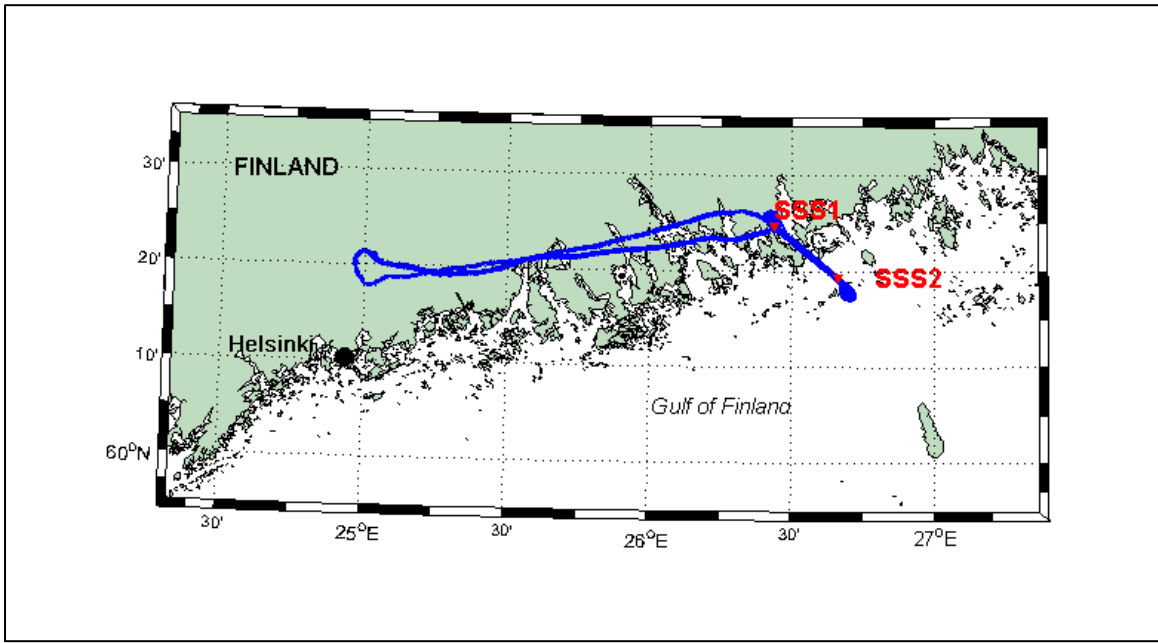 30'
FINLAND
SSS1
20'
SSS2
Helsinki
10'
Gulf of Finland
60°N
30'
25°E
30'
26°E
30'
27°E